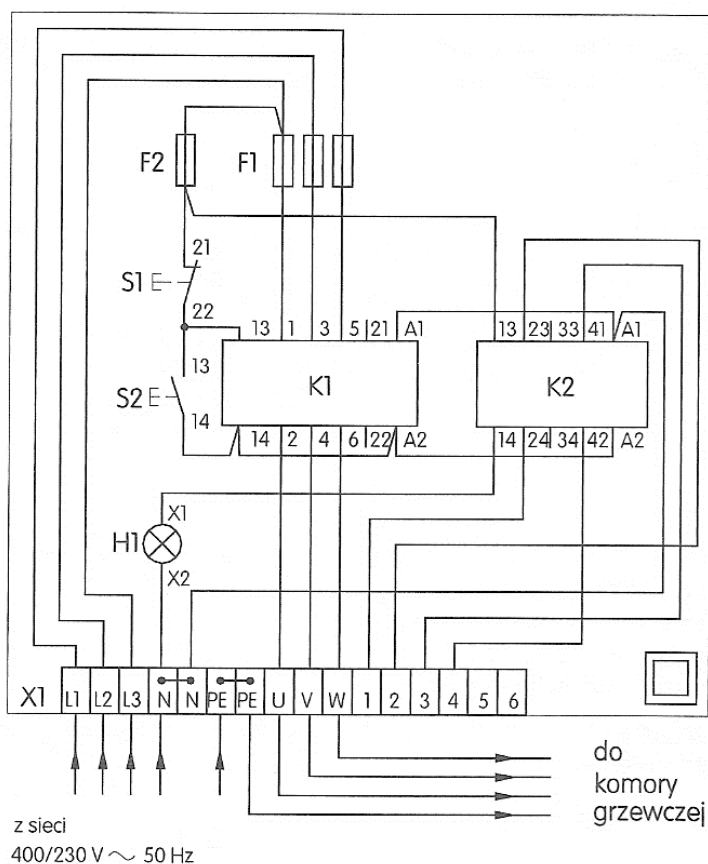 F2 F1
21
S1
22
13 1 3 5 21 A1
13 23 33 41 A1
13
K1
K2
S2
14
14 2 4 6 22 A2
14 24 34 42 A2
X1
H1
X2
X1 L1 L2 L3 N N PE PE U V W 1 2 3 4 5 6
do
komory
grzewczej
z sieci
400/230 V ~ 50 Hz